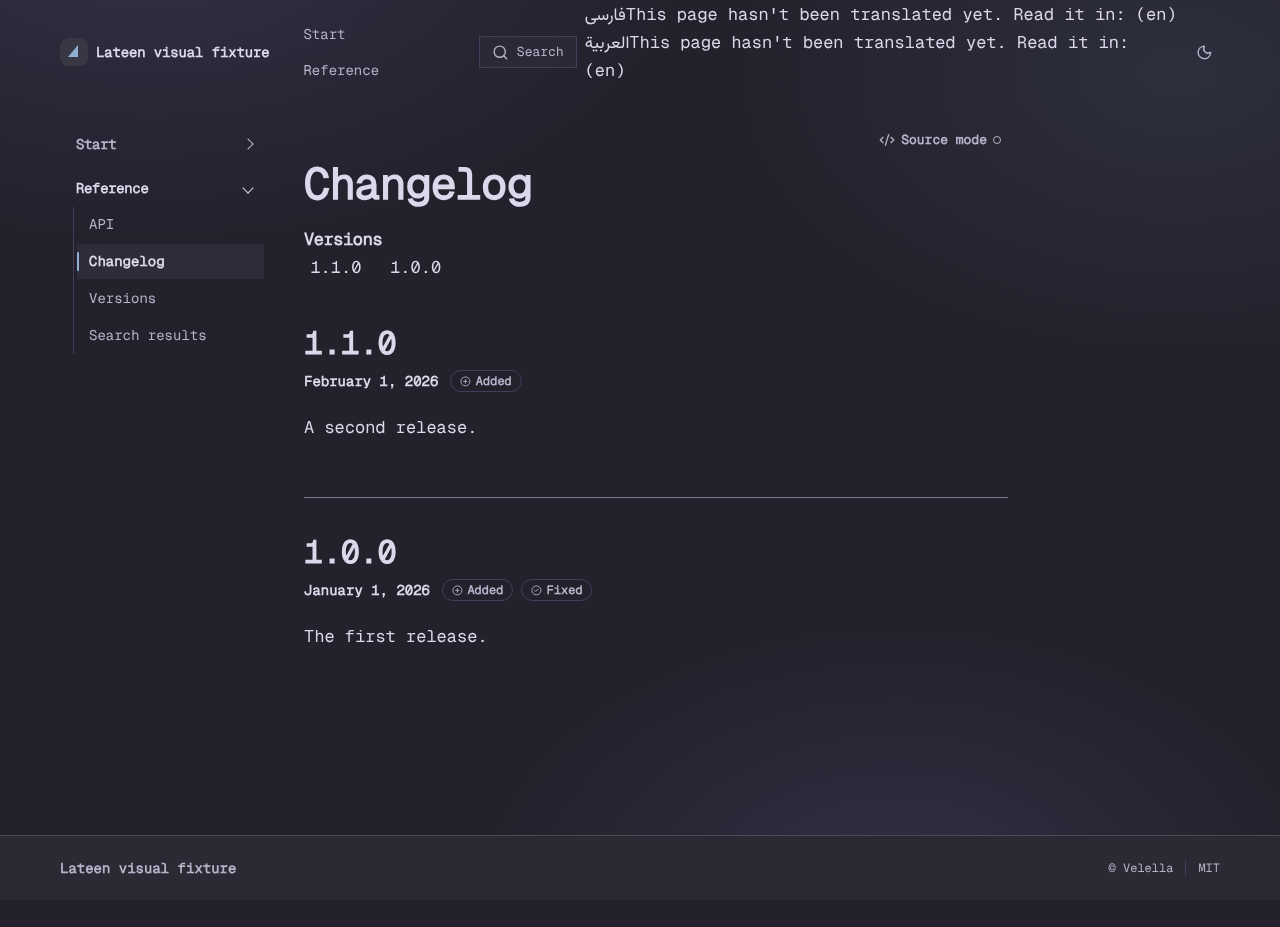 Lateen visual fixture
Start
Reference
Search
فارسیThis page hasn't been translated yet. Read it in: (en)
العربيةThis page hasn't been translated yet. Read it in:
(en)
Start
Reference
API
Changelog
Versions
Search results
Source mode
Changelog
Versions
1.1.0 1.0.0
1.1.0
February 1, 2026 Added
A second release.
1.0.0
January 1, 2026 Added Fixed
The first release.
Lateen visual fixture
© Velella MIT